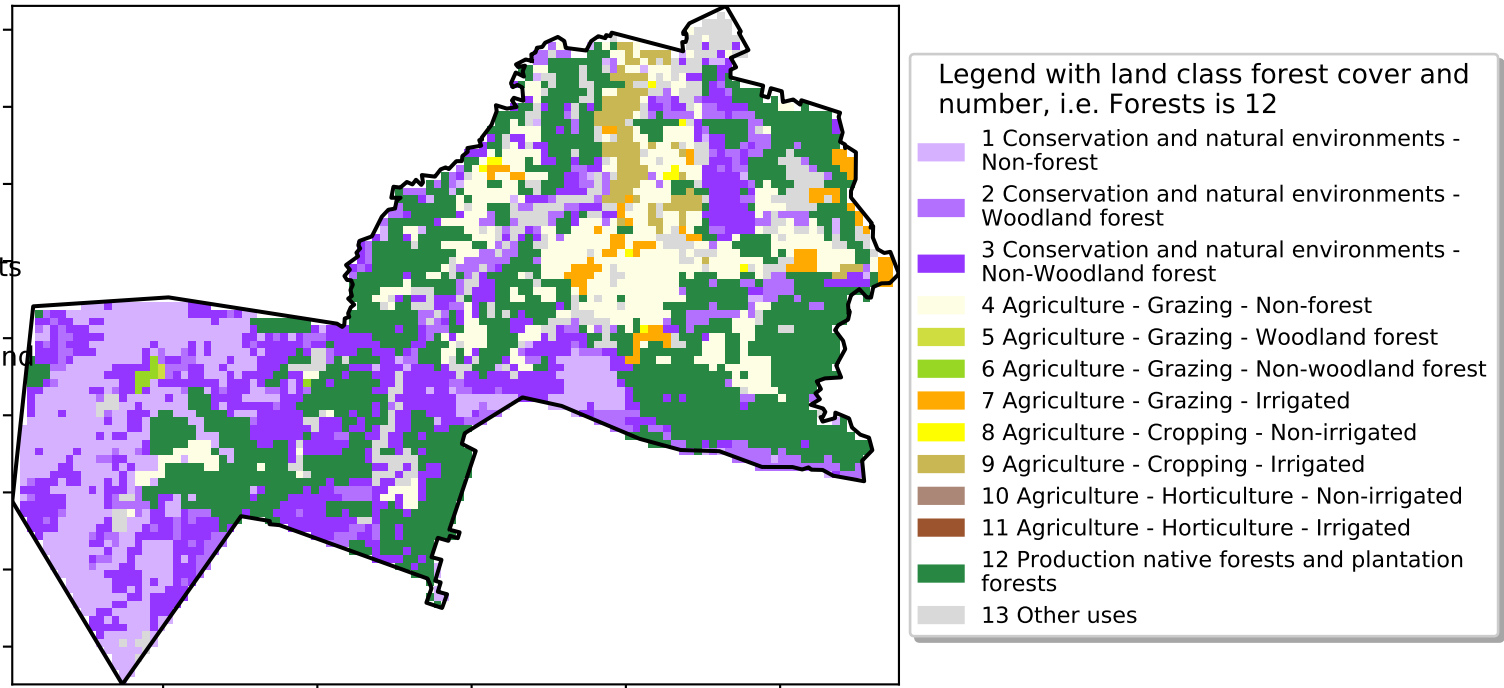 Legend with land class forest cover and
number, i.e. Forests is 12
1 Conservation and natural environments -
Non-forest
2 Conservation and natural environments -
Woodland forest
3 Conservation and natural environments -
Non-Woodland forest
4 Agriculture - Grazing - Non-forest
5 Agriculture - Grazing - Woodland forest
6 Agriculture - Grazing - Non-woodland forest
7 Agriculture - Grazing - Irrigated
8 Agriculture - Cropping - Non-irrigated
9 Agriculture - Cropping - Irrigated
10 Agriculture - Horticulture - Non-irrigated
11 Agriculture - Horticulture - Irrigated
12 Production native forests and plantation
forests
13 Other uses
ts
nd